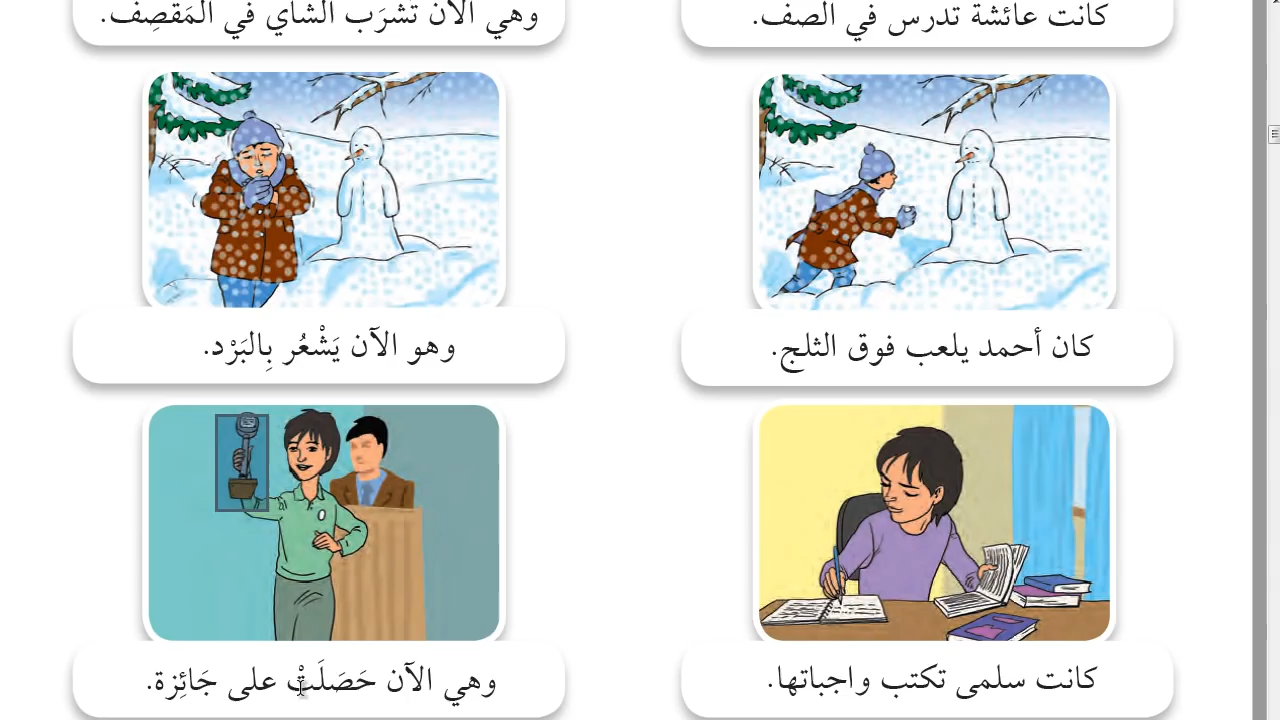 كانت عائشة تدرس في الصف.
وهي الآن تَشرَب الشاي في المَقصِف.
كان أحمد يلعب فوق الثلج.
وهو الآن يَشْعُر بِالبَرْد.
كانت سلمى تكتب واجباتها.
وهي الآن حَصَلَتْ على جَائِزة.